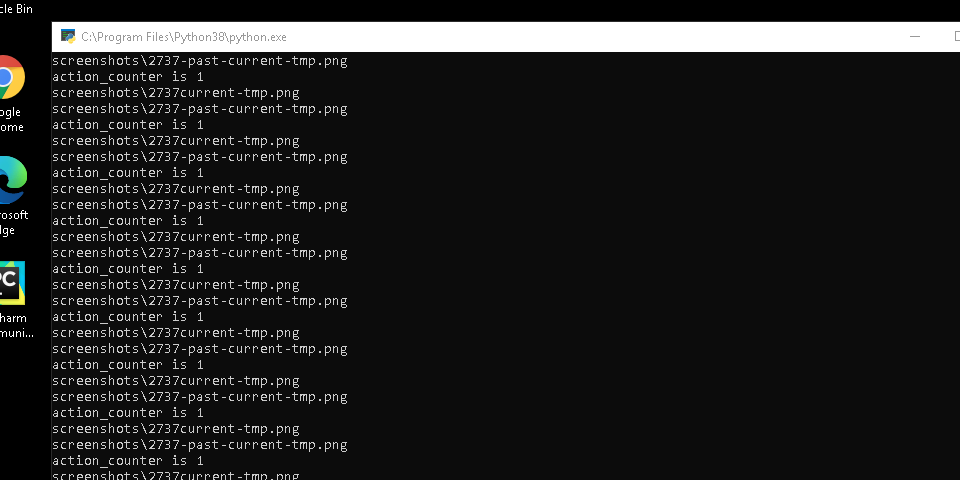 cle Bin
C:\Program Files\Python38\python.exe
screenshots\2737-past-current-tmp.png
action_counter is 1
screenshots\2737current-tmp.png
screenshots\2737-past-current-tmp.png
action_counter is 1
screenshots\2737current-tmp.png
screenshots\2737-past-current-tmp.png
action_counter is 1
screenshots\2737current-tmp.png
screenshots\2737-past-current-tmp.png
action_counter is 1
screenshots\2737current-tmp.png
screenshots\2737-past-current-tmp.png
action_counter is 1
screenshots\2737current-tmp.png
screenshots\2737-past-current-tmp.png
action_counter is 1
screenshots\2737current-tmp.png
screenshots\2737-past-current-tmp.png
action_counter is 1
screenshots\2737current-tmp.png
screenshots\2737-past-current-tmp.png
action_counter is 1
screenshots\2737current-tmp.png
screenshots\2737-past-current-tmp.png
action_counter is 1
screenshots\2737current-tmp.png
ogle
ome
rosoft
lge
PC
harm
muni...